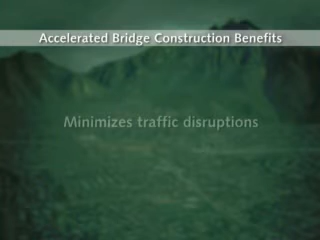 Accelerated Bridge Construction Benefits
Minimizes traffic disruptions